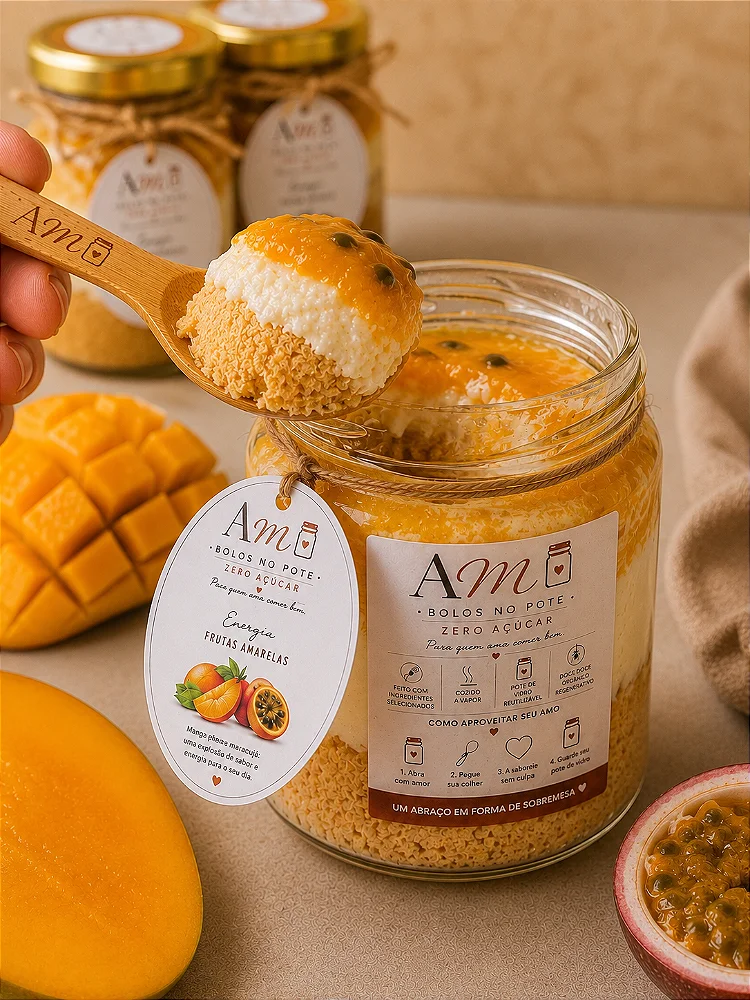 Am
Am
Am
Am
• BOLOS NO POTE •
ZERO AÇÚCAR
Para quem ama comer bem.
Energia
FRUTAS AMARELAS
uma explosão de sabor e
energia para o seu dia.
Am
• BOLOS NO POTE •
ZERO AÇÚCAR
Para quem ama comer bem.
FEITO COM
INGREDIENTES
SELECIONADOS
COZIDO
A VAPOR
POTE DE
VIDRO
REUTILIZÁVEL
DOCE DOCE
ORGÂNICO
REGENERATIVO
COMO APROVEITAR SEU AMO
1. Abra
com amor
2. Pegue
sua colher
3. A saboreie
sem culpa
4. Guarde seu
pote de vidro
UM ABRAÇO EM FORMA DE SOBREMESA